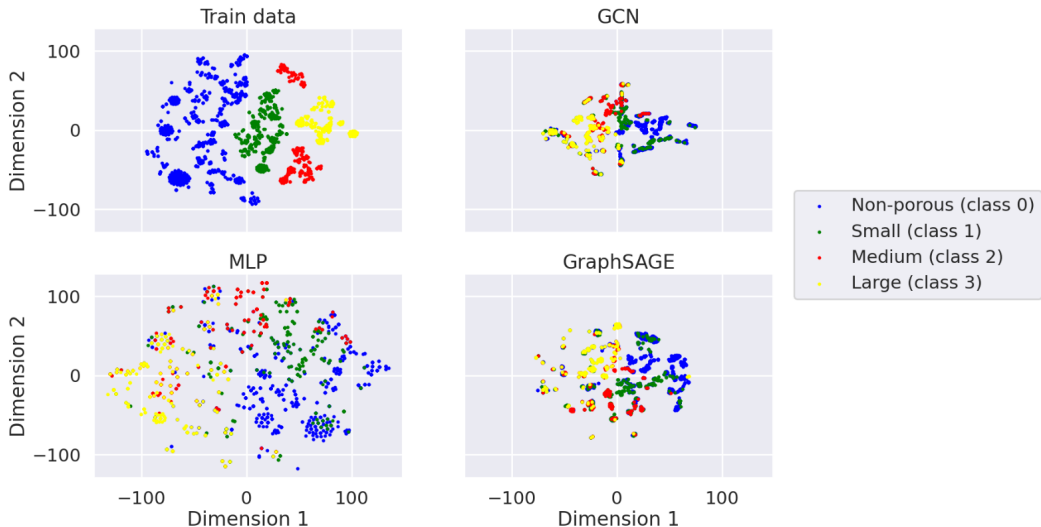 Train data
GCN
Dimension 2
100
0
−100
Non-porous (class 0)
Small (class 1)
Medium (class 2)
Large (class 3)
MLP
GraphSAGE
Dimension 2
100
0
−100
−100
0
100
−100
0
100
Dimension 1
Dimension 1